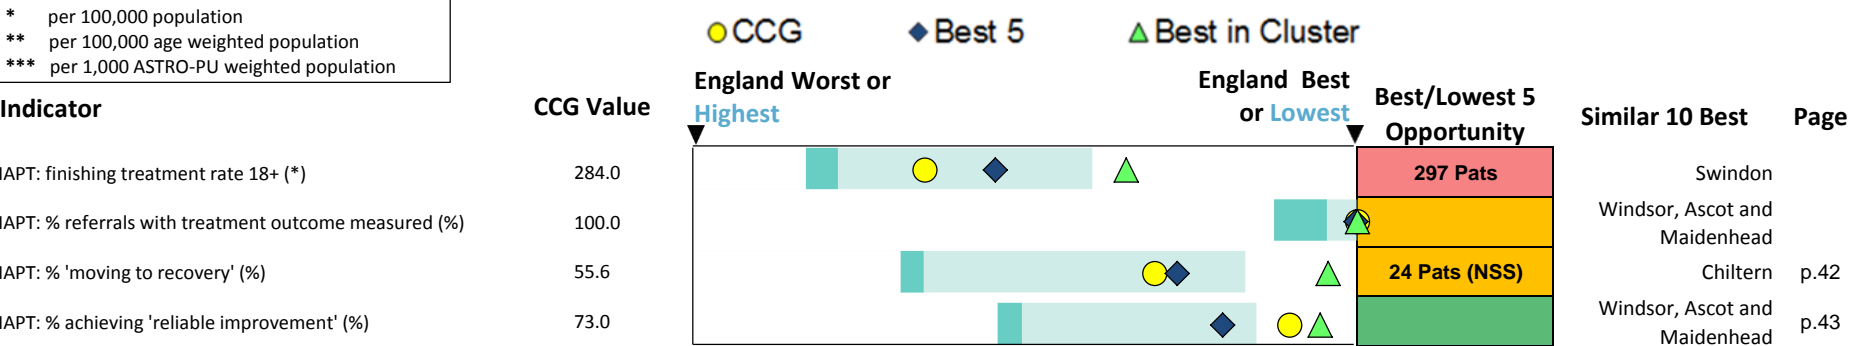 * per 100,000 population
** per 100,000 age weighted population
*** per 1,000 ASTRO-PU weighted population
CCG Best 5 Best in Cluster
Indicator CCG Value England Worst or Highest England Best or Lowest Best/Lowest 5 Opportunity Similar 10 Best Page
IAPT: finishing treatment rate 18+ (*) 284.0 297 Pats Swindon
IAPT: % referrals with treatment outcome measured (%) 100.0 Windsor, Ascot and Maidenhead
IAPT: % 'moving to recovery' (%) 55.6 24 Pats (NSS) Chiltern p.42
IAPT: % achieving 'reliable improvement' (%) 73.0 Windsor, Ascot and Maidenhead p.43